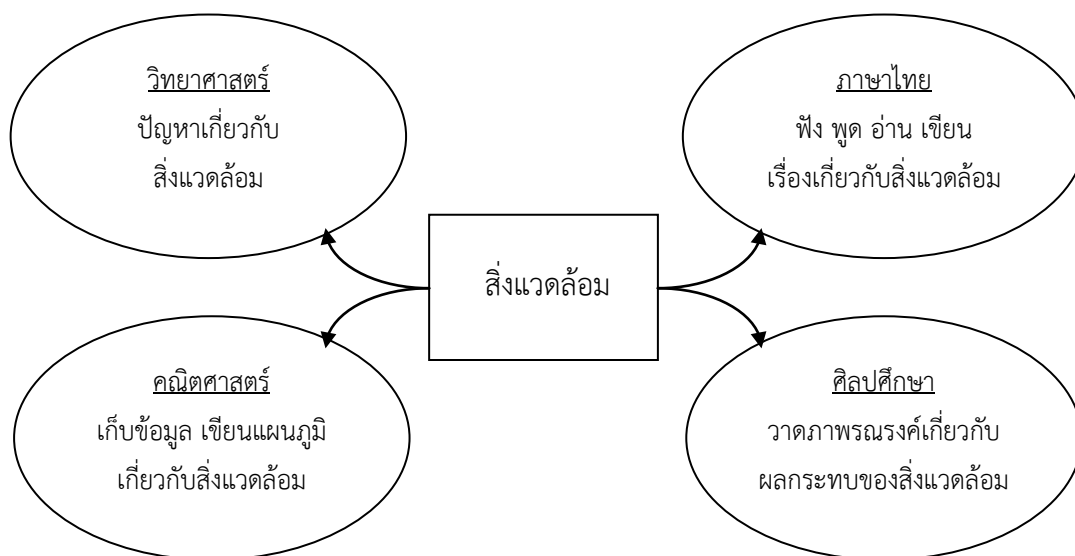 วิทยาศาสตร์
ปัญหาเกี่ยวกับ
สิ่งแวดล้อม
ภาษาไทย
ฟัง พูด อ่าน เขียน
เรื่องเกี่ยวกับสิ่งแวดล้อม
สิ่งแวดล้อม
คณิตศาสตร์
เก็บข้อมูล เขียนแผนภูมิ
เกี่ยวกับสิ่งแวดล้อม
ศิลปศึกษา
วาดภาพรณรงค์เกี่ยวกับ
ผลกระทบของสิ่งแวดล้อม